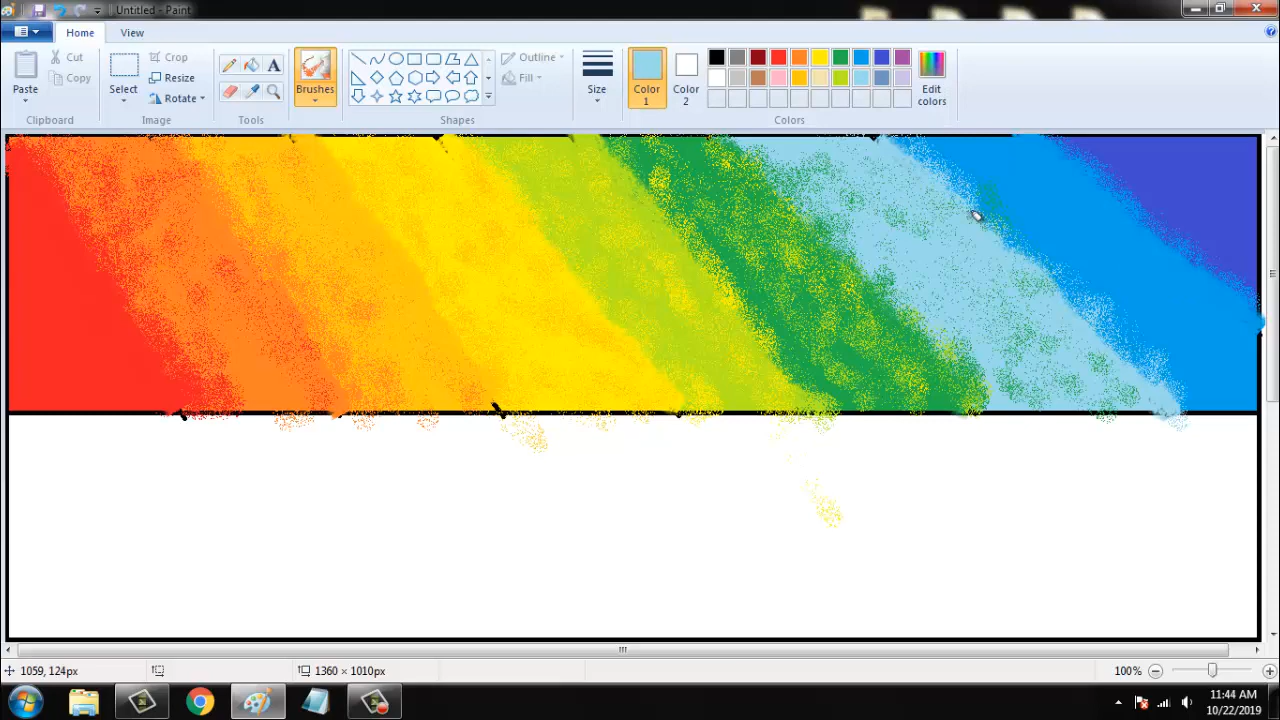 Untitled - Paint
Home View
Paste
Cut
Copy
Clipboard
Select
Crop
Resize
Rotate
Image
A
Tools
Brushes
Outline
Fill
Shapes
Size
Color 1
Color 2
Edit colors
Colors
1059, 124px
1360 × 1010px
100%
11:44 AM
10/22/2019